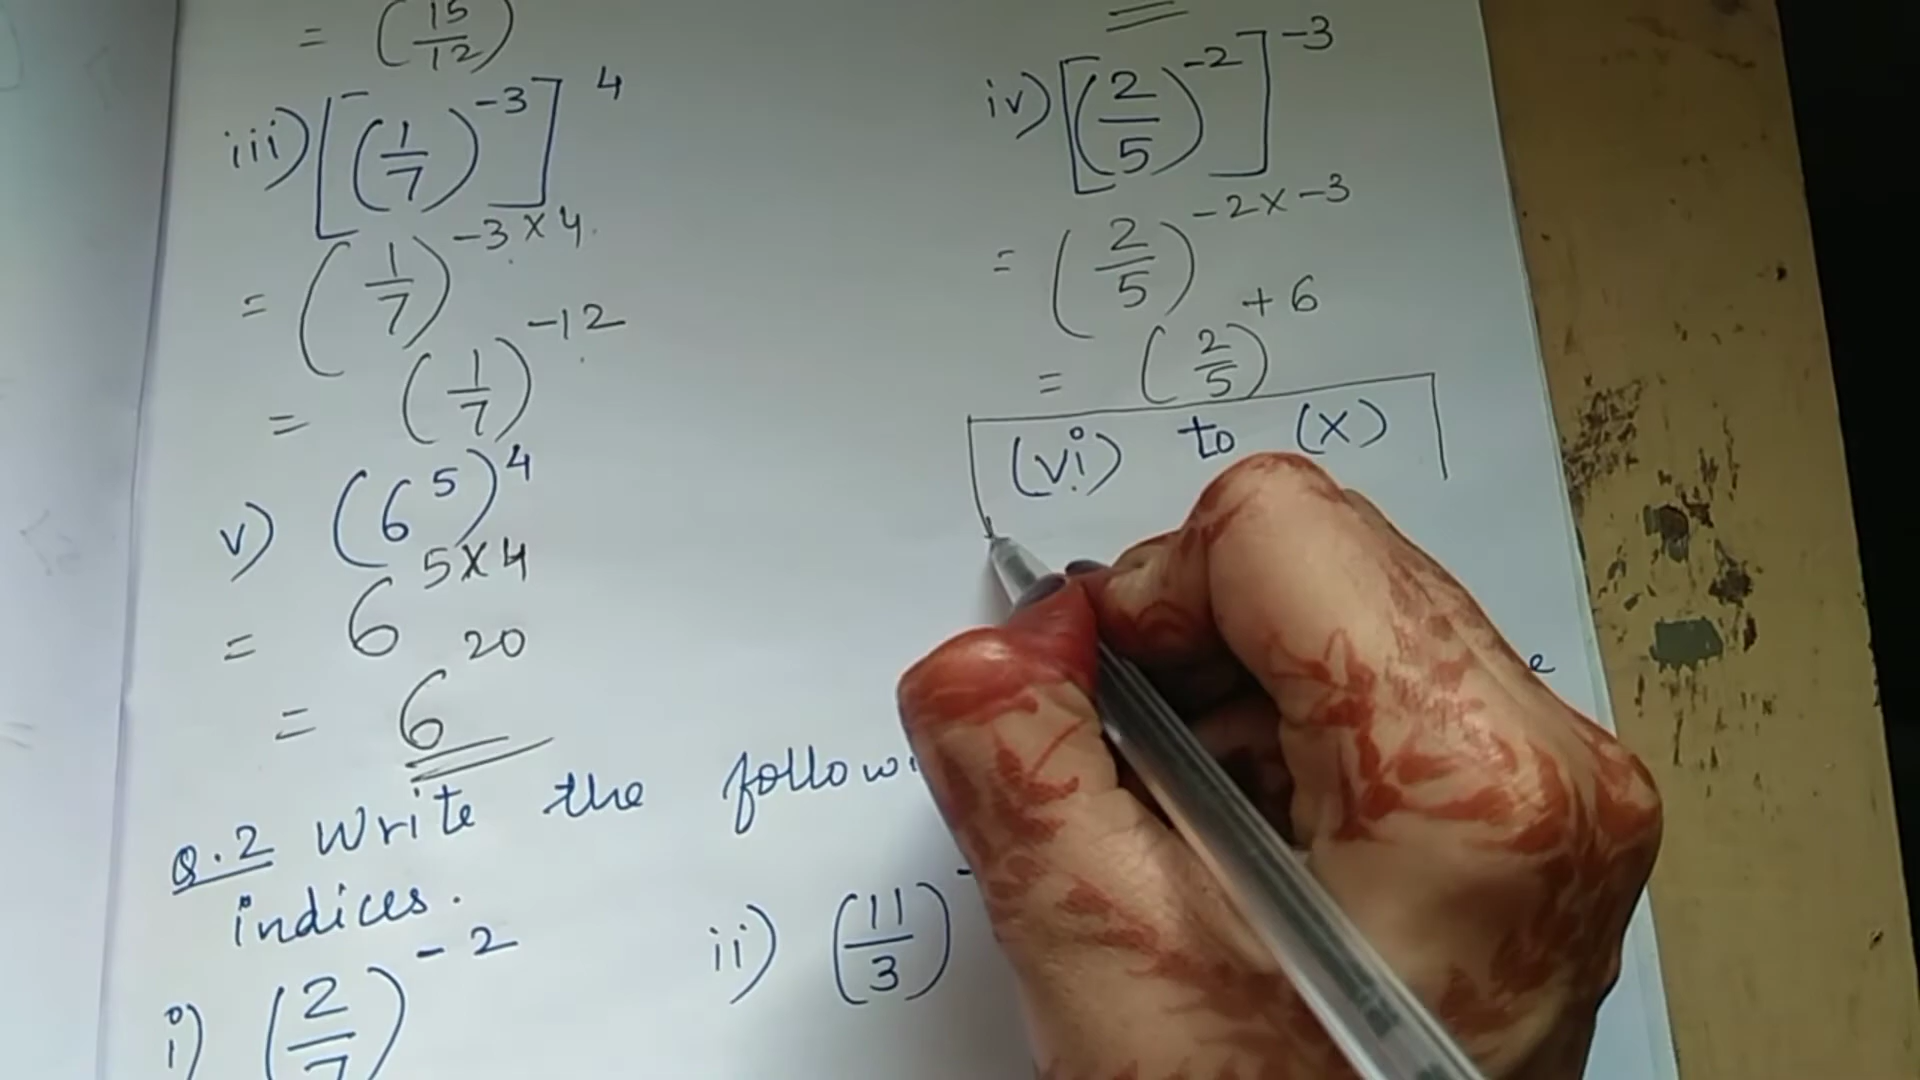 = (15/12)
iii) [(1/7)^-3]^4
= (1/7)^-3×4
= (1/7)^-12
v) (6^5)^4
= 6^5×4
= 6^20
iv) [(2/5)^-2]^-3
= (2/5)^-2×-3
= (2/5)^+6
(vi) to (x)
Q.2 Write the
indices.
i) (2/7)^-2
ii) (11/3)^-